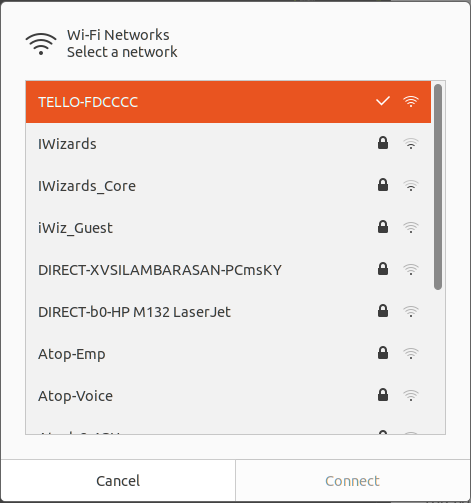 Wi-Fi Networks
Select a network
TELLO-FDCCCC
IWizards
IWizards_Core
iWiz_Guest
DIRECT-XVSILAMBARASAN-PCmsKY
DIRECT-b0-HP M132 LaserJet
Atop-Emp
Atop-Voice
Cancel
Connect